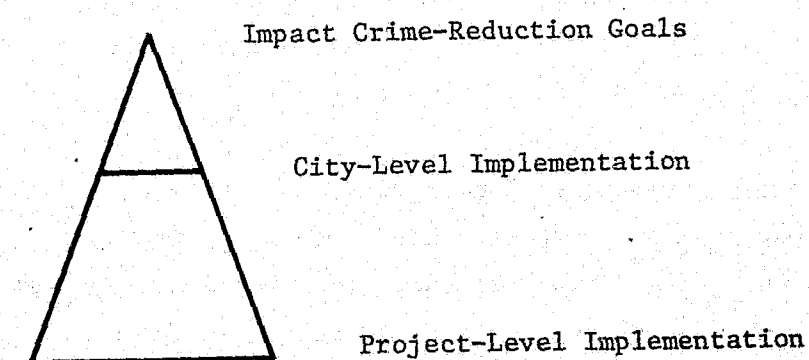 Impact Crime-Reduction Goals
City-Level Implementation
Project-Level Implementation